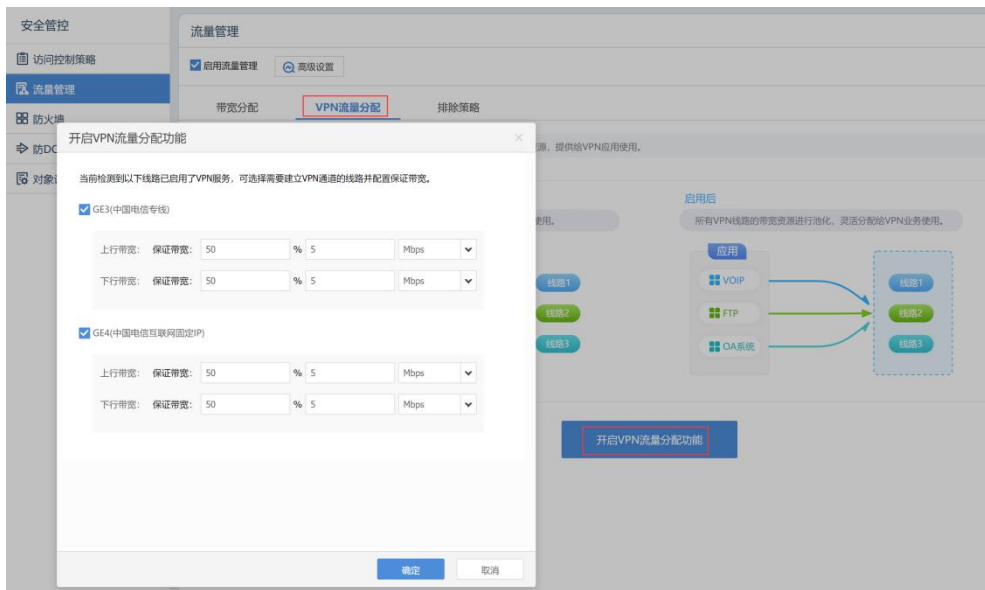 安全管控
流量管理
访问控制策略
启用流量管理
高级设置
流量管理
带宽分配
VPN流量分配
排除策略
防火墙
防DO
对象
源，提供给VPN应用使用。
开启VPN流量分配功能
当前检测到以下线路已启用了VPN服务，可选择需要建立VPN通道的线路并配置保证带宽。
GE3(中国电信专线)
上行带宽： 保证带宽： 50 % 5 Mbps
下行带宽： 保证带宽： 50 % 5 Mbps
GE4(中国电信互联网固定IP)
上行带宽： 保证带宽： 50 % 5 Mbps
下行带宽： 保证带宽： 50 % 5 Mbps
确定
取消
使用。
线路1
线路2
线路3
启用后
所有VPN线路的带宽资源进行池化，灵活分配给VPN业务使用。
应用
VOIP
FTP
OA系统
线路1
线路2
线路3
开启VPN流量分配功能